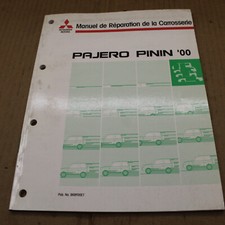 Manuel de Réparation de la Carrosserie
PAJERO PININ '00